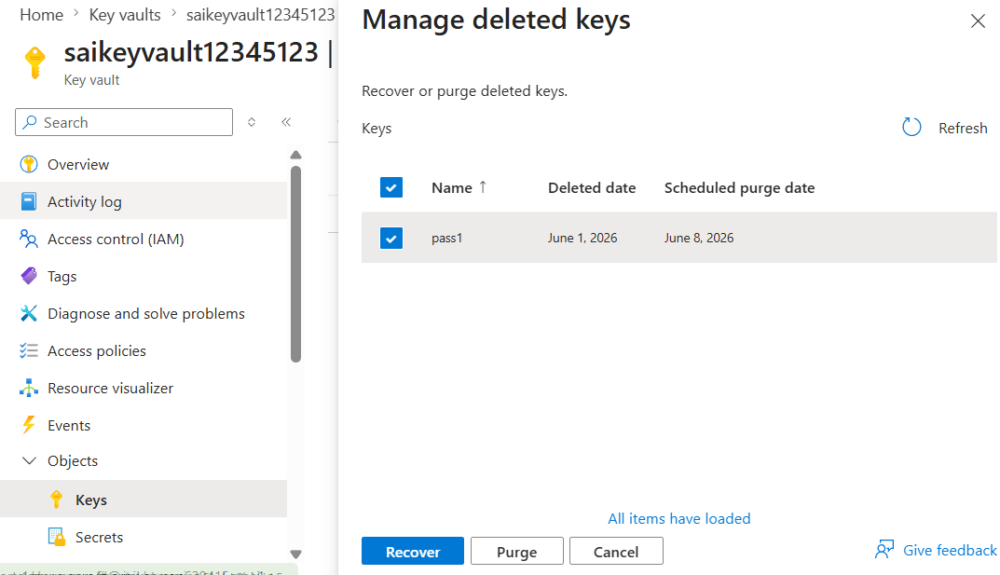 Home > Key vaults > saikeyvault12345123
saikeyvault12345123 |
Key vault
Search
Overview
Activity log
Access control (IAM)
Tags
Diagnose and solve problems
Access policies
Resource visualizer
Events
Objects
Keys
Secrets
Manage deleted keys
Recover or purge deleted keys.
Keys
Refresh
Name ↑ Deleted date Scheduled purge date
pass1 June 1, 2026 June 8, 2026
All items have loaded
Recover Purge Cancel
Give feedback